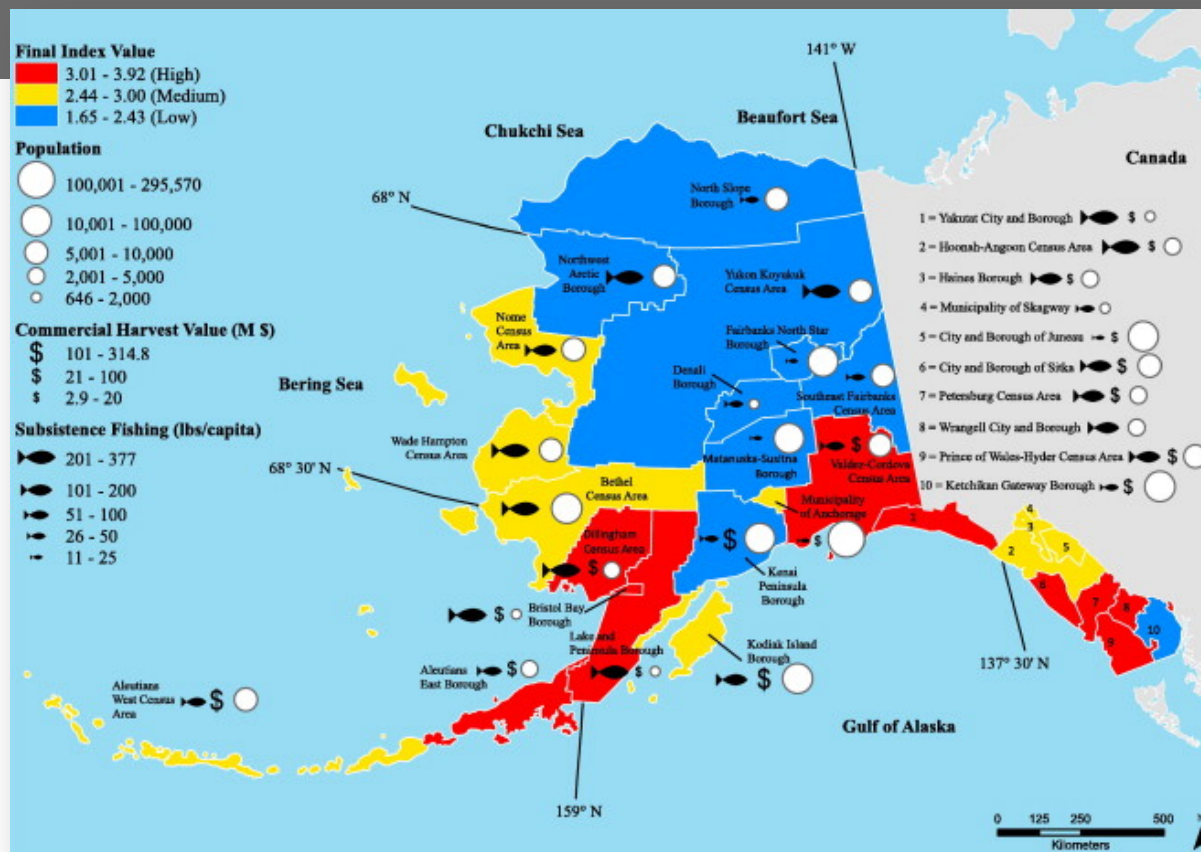 Final Index Value
3.01 - 3.92 (High)
2.44 - 3.00 (Medium)
1.65 - 2.43 (Low)
Population
100,001 - 295,570
10,001 - 100,000
5,001 - 10,000
2,001 - 5,000
646 - 2,000
Commercial Harvest Value (M $)
$ 101 - 314.8
$ 21 - 100
$ 2.9 - 20
Subsistence Fishing (lbs/capita)
201 - 377
101 - 200
51 - 100
26 - 50
11 - 25
141° W
Beaufort Sea
Chukchi Sea
Canada
68° N
North Slope
Borough
Northwest
Arctic
Borough
Yukon Koyukuk
Census Area
Nome
Census
Area
Fairbanks North Star
Borough
Denali
Borough
Southeast Fairbanks
Census Area
Bering Sea
Wade Hampton
Census Area
Matanuska-Susitna
Borough
$
Valdez-Cordova
Census Area
68° 30' N
Bethel
Census Area
Municipality
of Anchorage
$
Dillingham
Census Area
$
$
Kenai
Peninsula
Borough
$
Bristol Bay
Borough
Lake and
Peninsula Borough
$
Kodiak Island
Borough
$
Aleutians
East Borough
$
Aleutians
West Census
Area
$
159° N
137° 30' N
Gulf of Alaska
1 = Yakutat City and Borough $
2 = Hoonah-Angoon Census Area $
3 = Haines Borough $
4 = Municipality of Skagway
5 = City and Borough of Juneau $
6 = City and Borough of Sitka $
7 = Petersburg Census Area $
8 = Wrangell City and Borough
9 = Prince of Wales-Hyder Census Area $
10 = Ketchikan Gateway Borough $
1
2
3
4
5
6
7
8
9
10
0 125 250 500
Kilometers